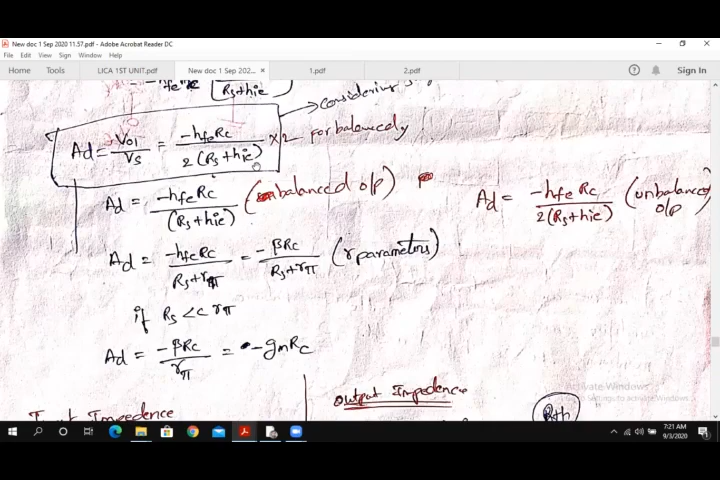 New doc 1 Sep 2020 11.57.pdf - Adobe Acrobat Reader DC
File Edit View Sign Window Help
Home Tools LICA 1ST UNIT.pdf New doc 1 Sep 202... × 1.pdf 2.pdf Sign In
-hfe Rc / Rs+hie
considering
Ad = Vo1/Vs = -hfeRc / 2(Rs+hie) × 2 for balanced
Ad = -hfeRc / (Rs+hie) (balanced o/p)
Ad = -hfe Rc / 2(Rs+hie) (unbalanced o/p)
Ad = -hfeRc / Rs+rπ = -βRc / Rs+rπ (r parameters)
if Rs << rπ
Ad = -βRc / rπ = -gmRc
Input Impedence
output Impedence
Rth
Activate Windows
Go to Settings to activate Windows.
7:21 AM
9/3/2020